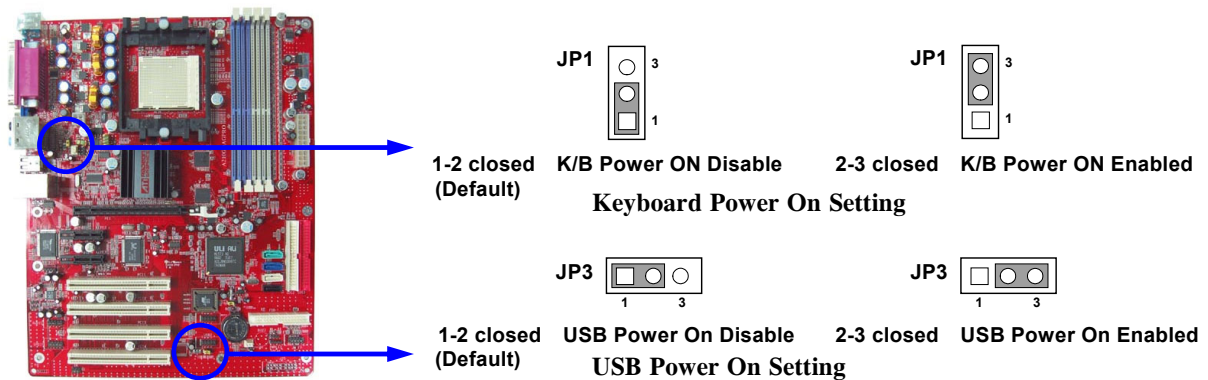 JP1
3
1
1-2 closed K/B Power ON Disable
(Default)
JP1
3
1
2-3 closed K/B Power ON Enabled
Keyboard Power On Setting
JP3
1 3
1-2 closed USB Power On Disable
(Default)
JP3
1 3
2-3 closed USB Power On Enabled
USB Power On Setting